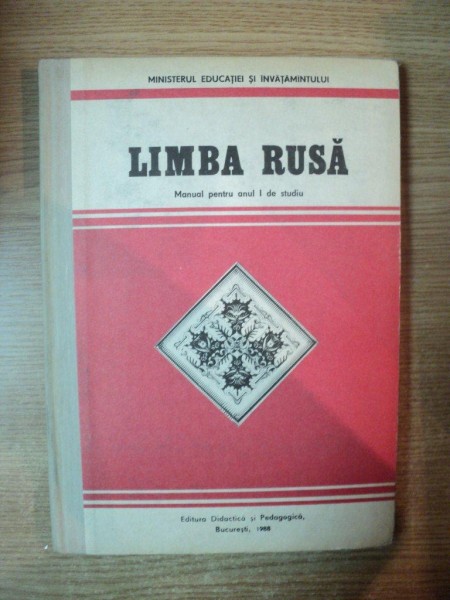 MINISTERUL EDUCAȚIEI ȘI ÎNVĂȚĂMÎNTULUI
LIMBA RUSĂ
Manual pentru anul I de studiu
Editura Didactică și Pedagogică,
București, 1988